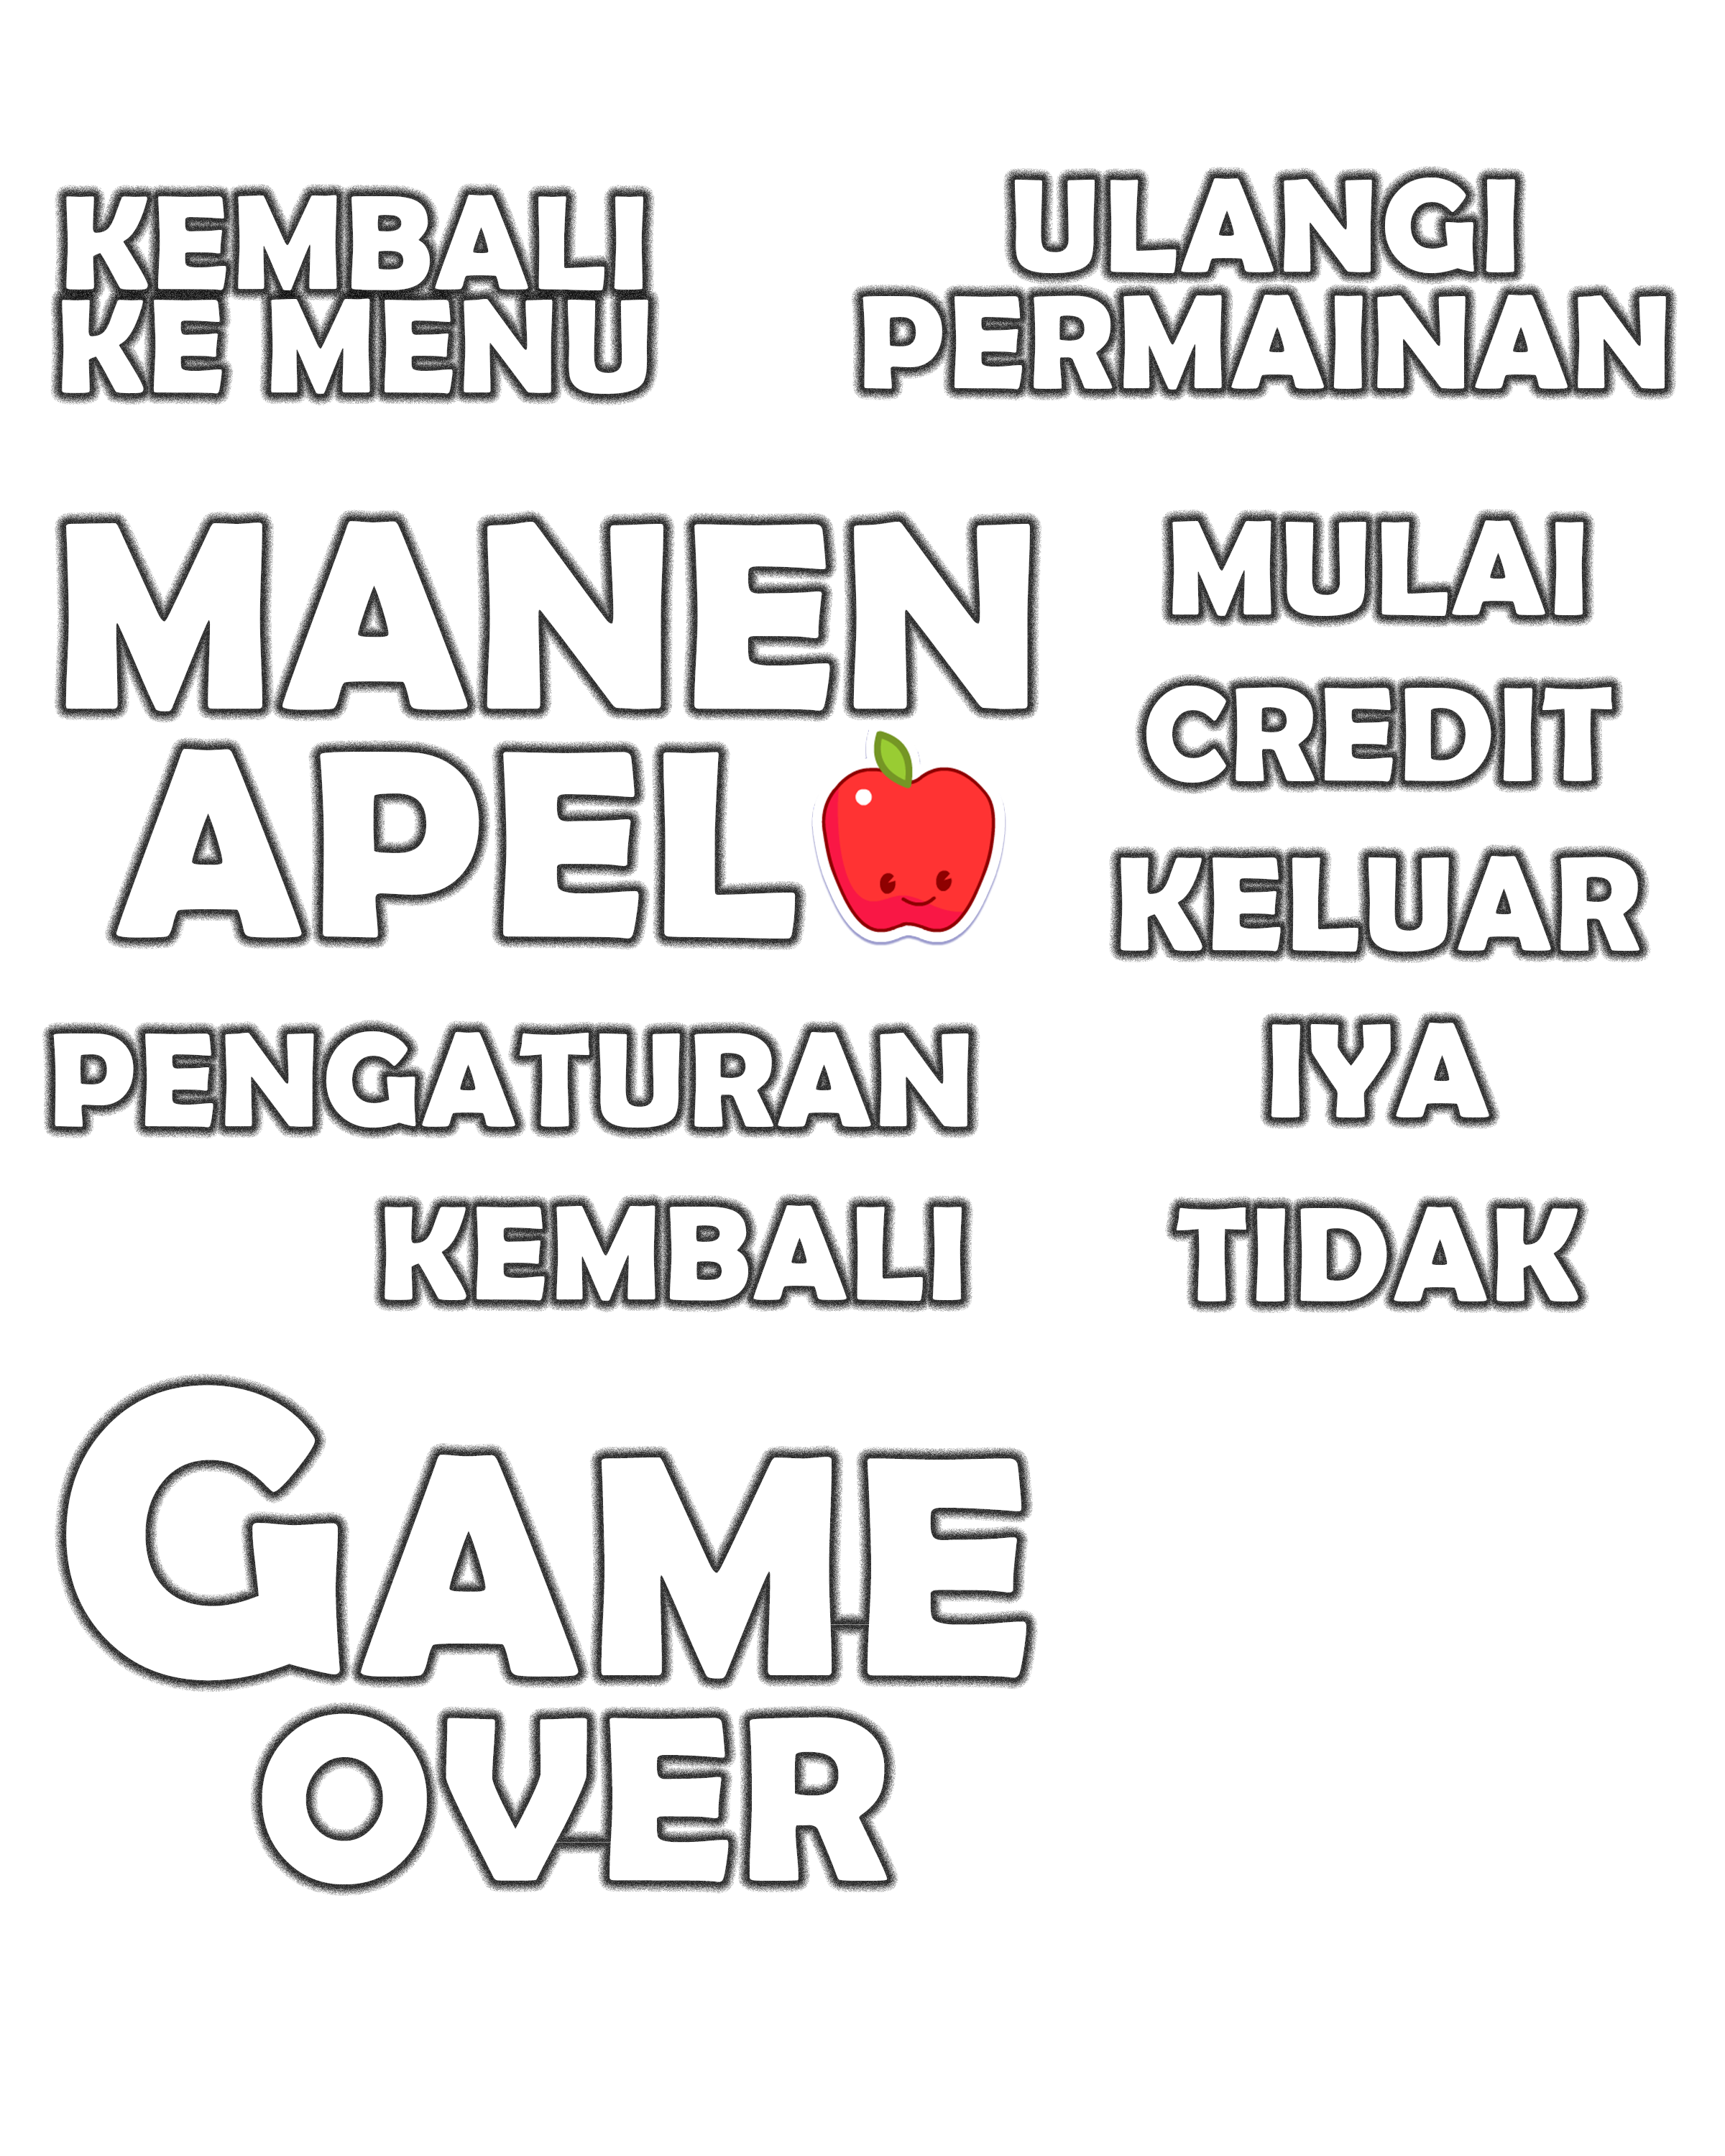 KEMBALI
KE MENU
ULANGI
PERMAINAN
MANEN
APEL
MULAI
CREDIT
KELUAR
PENGATURAN
IYA
KEMBALI
TIDAK
GAME
OVER